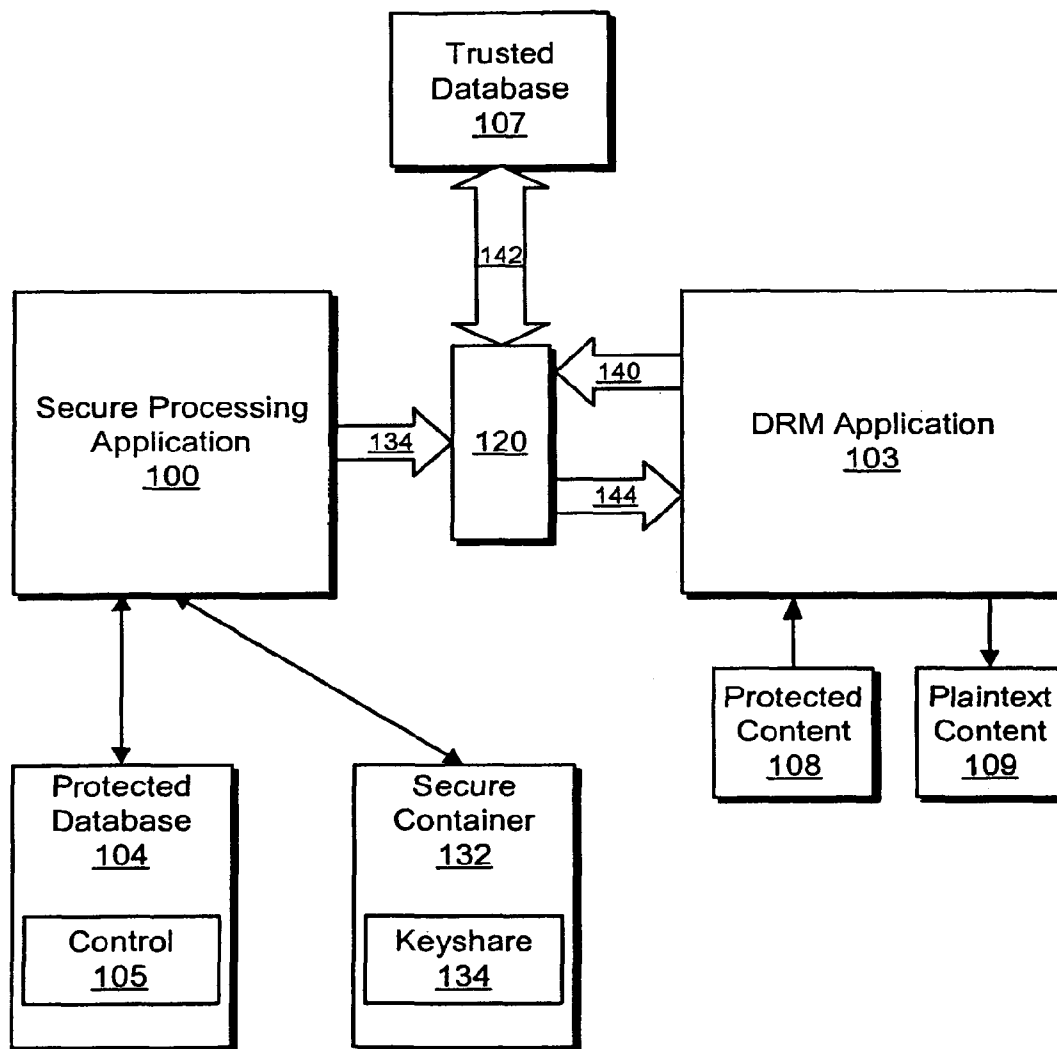 Trusted
Database
107
142
Secure Processing
Application
100
134
120
140
144
DRM Application
103
Protected
Content
108
Plaintext
Content
109
Protected
Database
104
Control
105
Secure
Container
132
Keyshare
134